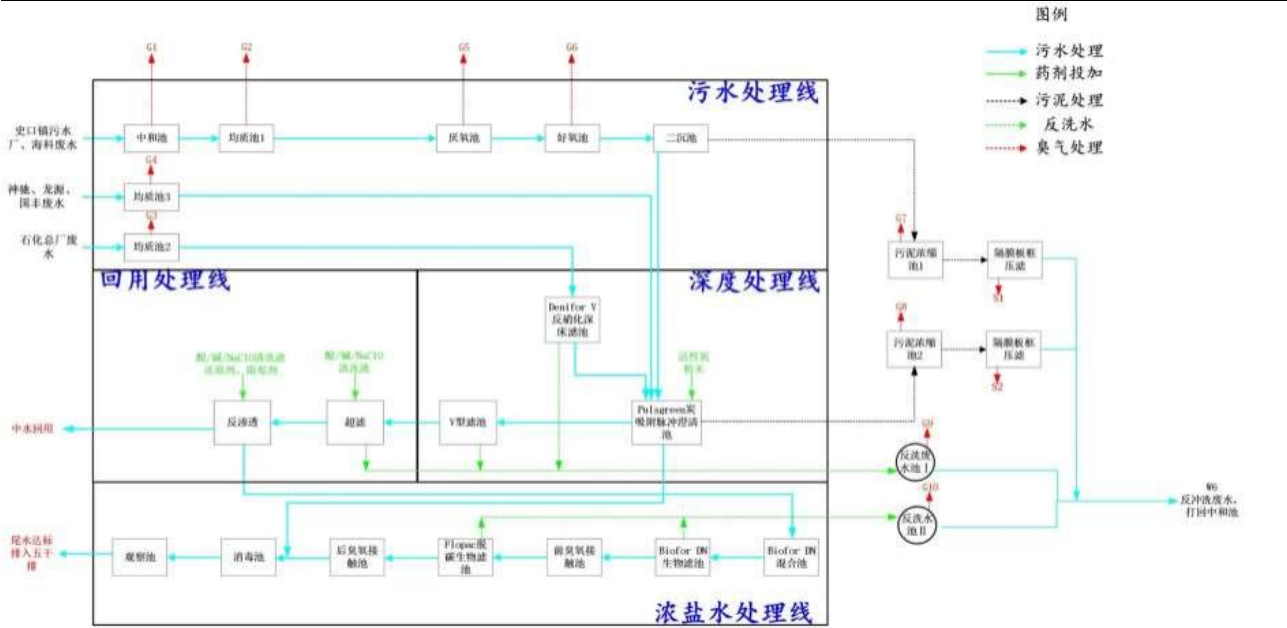 图例
污水处理
药剂投加
污泥处理
反洗水
臭气处理
污水处理线
G1
G2
G5
G6
史口镇污水
厂、海科废水
中和池
均质池1
厌氧池
好氧池
二沉池
G4
神驰、龙源、
国丰废水
均质池3
G3
石化总厂废
水
均质池2
回用处理线
深度处理线
G7
污泥浓缩
池1
隔膜板框
压滤
S1
Denifor V
反硝化深
床滤池
G8
污泥浓缩
池2
隔膜板框
压滤
S2
酸/碱/NaClO清洗液
酸/碱/NaClO
清洗液
活性炭
中水回用
反渗透
超滤
V型滤池
Pulsgreen炭
吸附脉冲澄清
池
G9
反洗废
水池 I
G10
反洗水
池II
W6
反冲洗废水,
打回中和池
尾水达标
排入五干
排
观察池
消毒池
后臭氧接
触池
Flopac脱
碳生物滤
池
前臭氧接
触池
Biofor DN
生物滤池
Biofor DN
混合池
浓盐水处理线